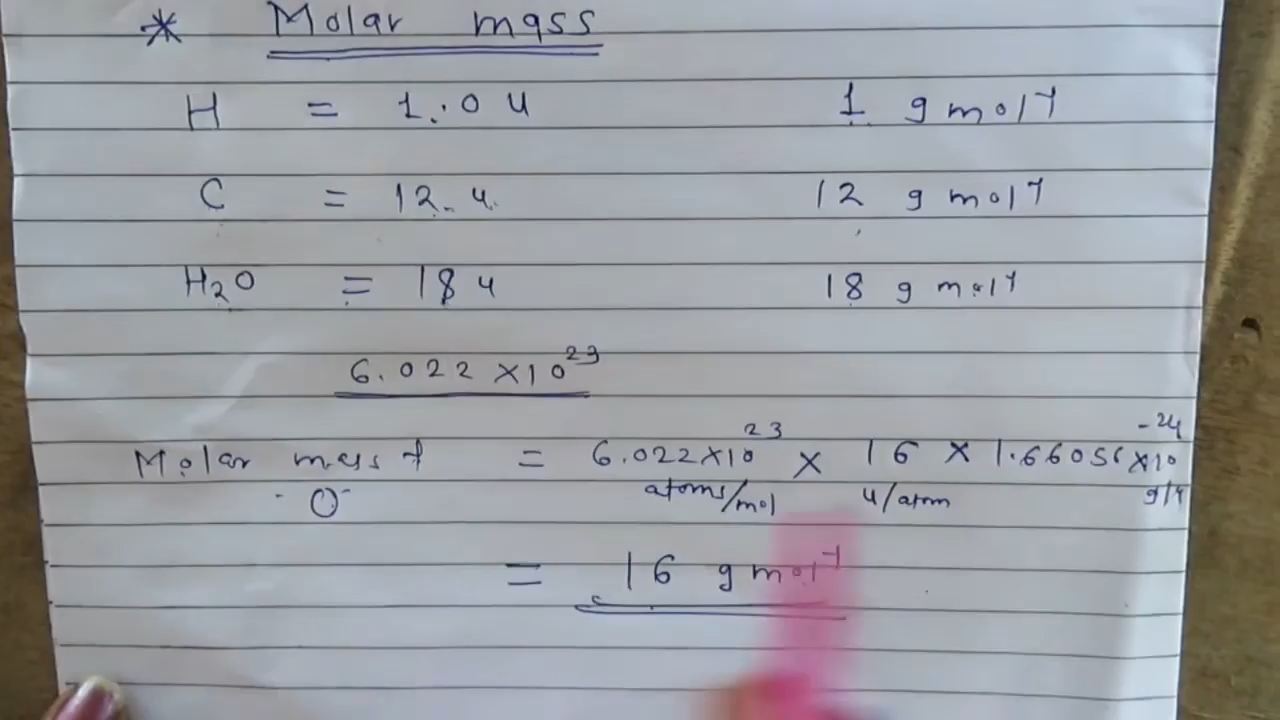 * Molar mass
H = 1.0 u 1 g mol⁻¹
C = 12. u. 12 g mol⁻¹
H₂O = 18 u 18 g mol⁻¹
6.022 ×10²³
Molar mass of = 6.022×10²³ × 16 × 1.66056 ×10⁻²⁴
O atoms/mol u/atom g/u
= 16 g mol⁻¹